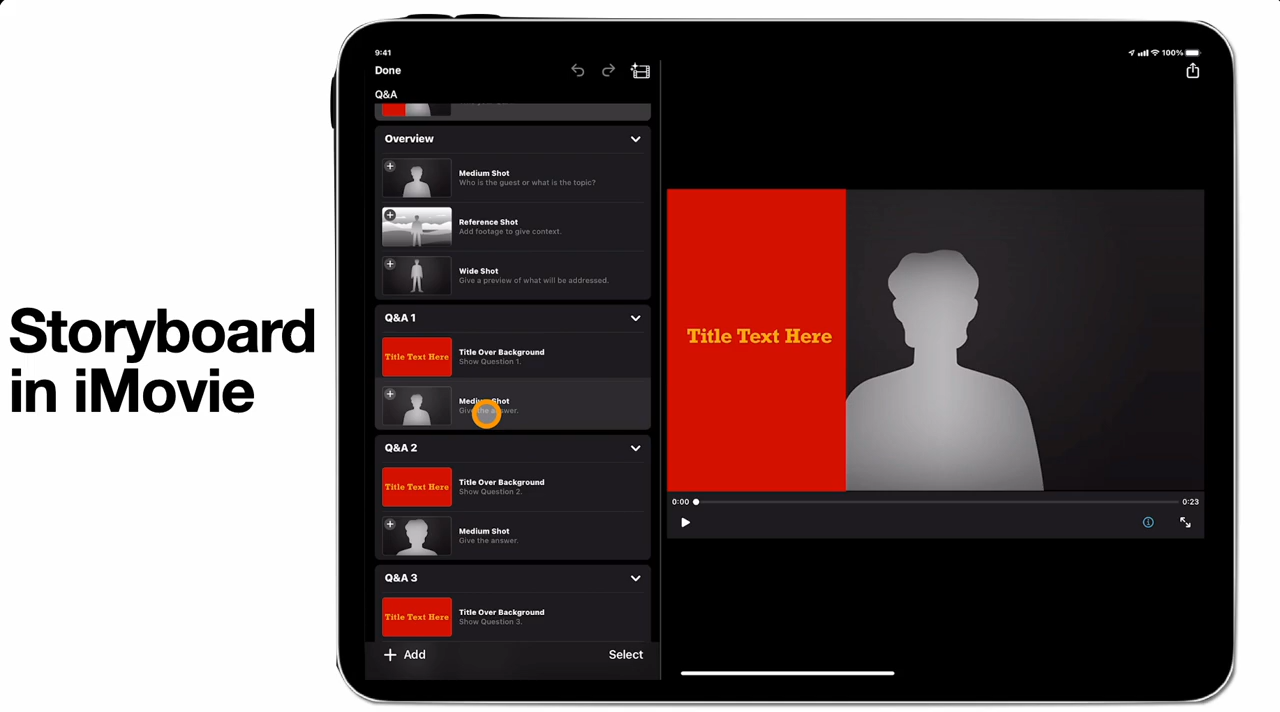 Storyboard
in iMovie
9:41
100%
Done
Q&A
Overview
Medium Shot
Who is the guest or what is the topic?
Reference Shot
Add footage to give context.
Wide Shot
Give a preview of what will be addressed.
Q&A 1
Title Text Here
Title Over Background
Show Question 1.
Medium Shot
Give the answer.
Q&A 2
Title Text Here
Title Over Background
Show Question 2.
Medium Shot
Give the answer.
Q&A 3
Title Text Here
Title Over Background
Show Question 3.
+ Add
Select
Title Text Here
0:00
0:23